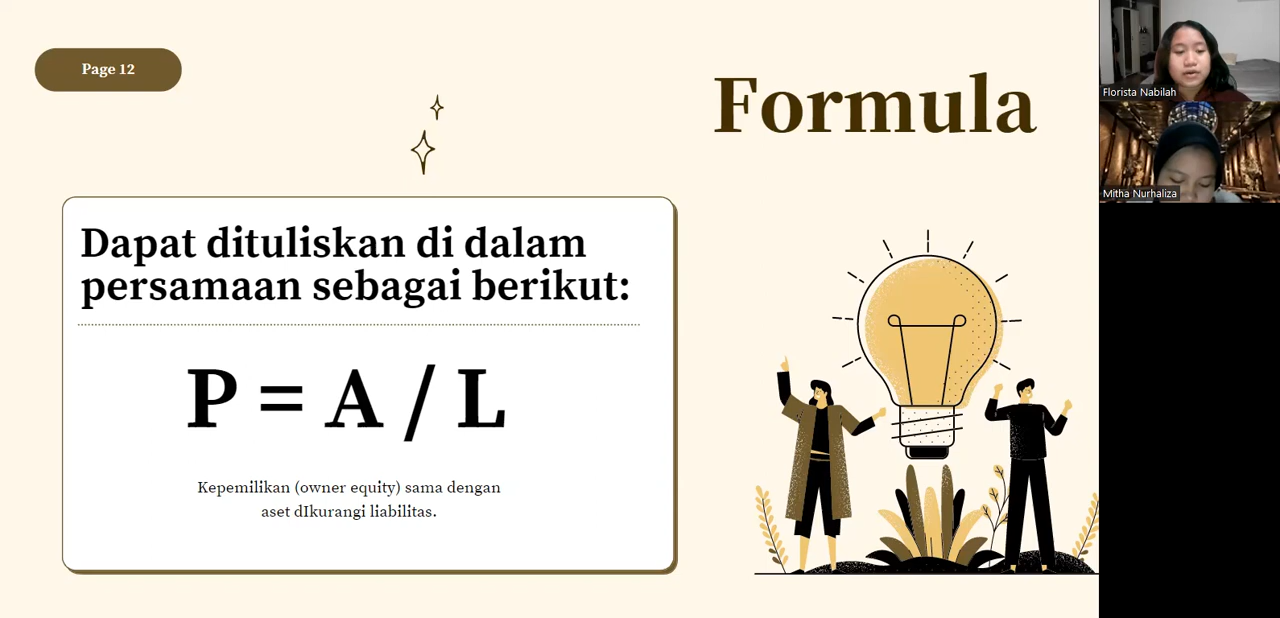 Page 12
Formula
Dapat dituliskan di dalam
persamaan sebagai berikut:
P = A / L
Kepemilikan (owner equity) sama dengan
aset dIkurangi liabilitas.
Florista Nabilah
Mitha Nurhaliza